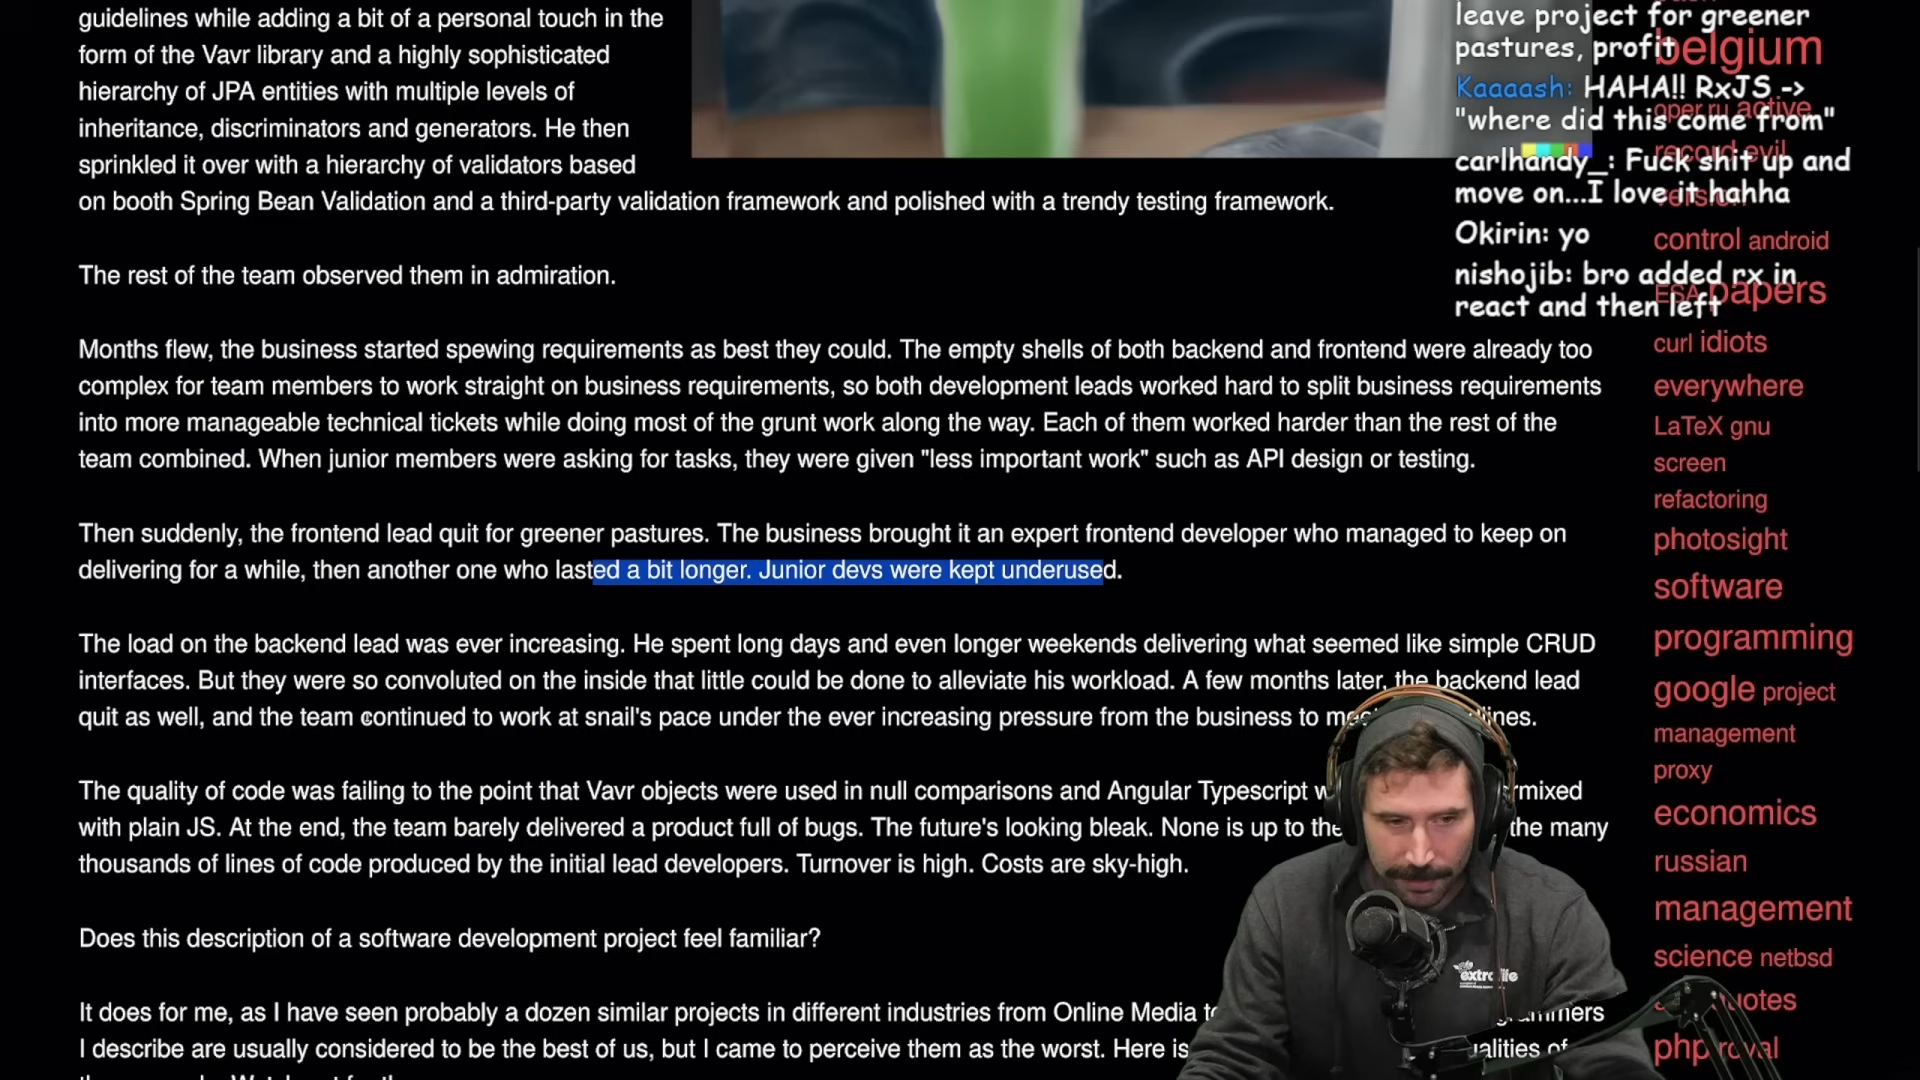 guidelines while adding a bit of a personal touch in the
form of the Vavr library and a highly sophisticated
hierarchy of JPA entities with multiple levels of
inheritance, discriminators and generators. He then
sprinkled it over with a hierarchy of validators based
on booth Spring Bean Validation and a third-party validation framework and polished with a trendy testing framework.
The rest of the team observed them in admiration.
Months flew, the business started spewing requirements as best they could. The empty shells of both backend and frontend were already too
complex for team members to work straight on business requirements, so both development leads worked hard to split business requirements
into more manageable technical tickets while doing most of the grunt work along the way. Each of them worked harder than the rest of the
team combined. When junior members were asking for tasks, they were given "less important work" such as API design or testing.
Then suddenly, the frontend lead quit for greener pastures. The business brought it an expert frontend developer who managed to keep on
delivering for a while, then another one who lasted a bit longer. Junior devs were kept underused.
The load on the backend lead was ever increasing. He spent long days and even longer weekends delivering what seemed like simple CRUD
interfaces. But they were so convoluted on the inside that little could be done to alleviate his workload. A few months later, the backend lead
quit as well, and the team continued to work at snail's pace under the ever increasing pressure from the business to
The quality of code was failing to the point that Vavr objects were used in null comparisons and Angular Typescript
with plain JS. At the end, the team barely delivered a product full of bugs. The future's looking bleak. None is up to the the many
thousands of lines of code produced by the initial lead developers. Turnover is high. Costs are sky-high.
Does this description of a software development project feel familiar?
It does for me, as I have seen probably a dozen similar projects in different industries from Online Media
I describe are usually considered to be the best of us, but I came to perceive them as the worst. Here is of
leave project for greener
pastures, profit
Kaaaash: HAHA!! RxJS ->
"where did this come from"
carlhandy_: Fuck shit up and
move on...I love it hahha
Okirin: yo
nishojib: bro added rx in
react and then left
belgium
oper.ru active
record evil
version
control android
ESA papers
curl idiots
everywhere
LaTeX gnu
screen
refactoring
photosight
software
programming
google project
management
proxy
economics
russian
management
science netbsd
php
extra life